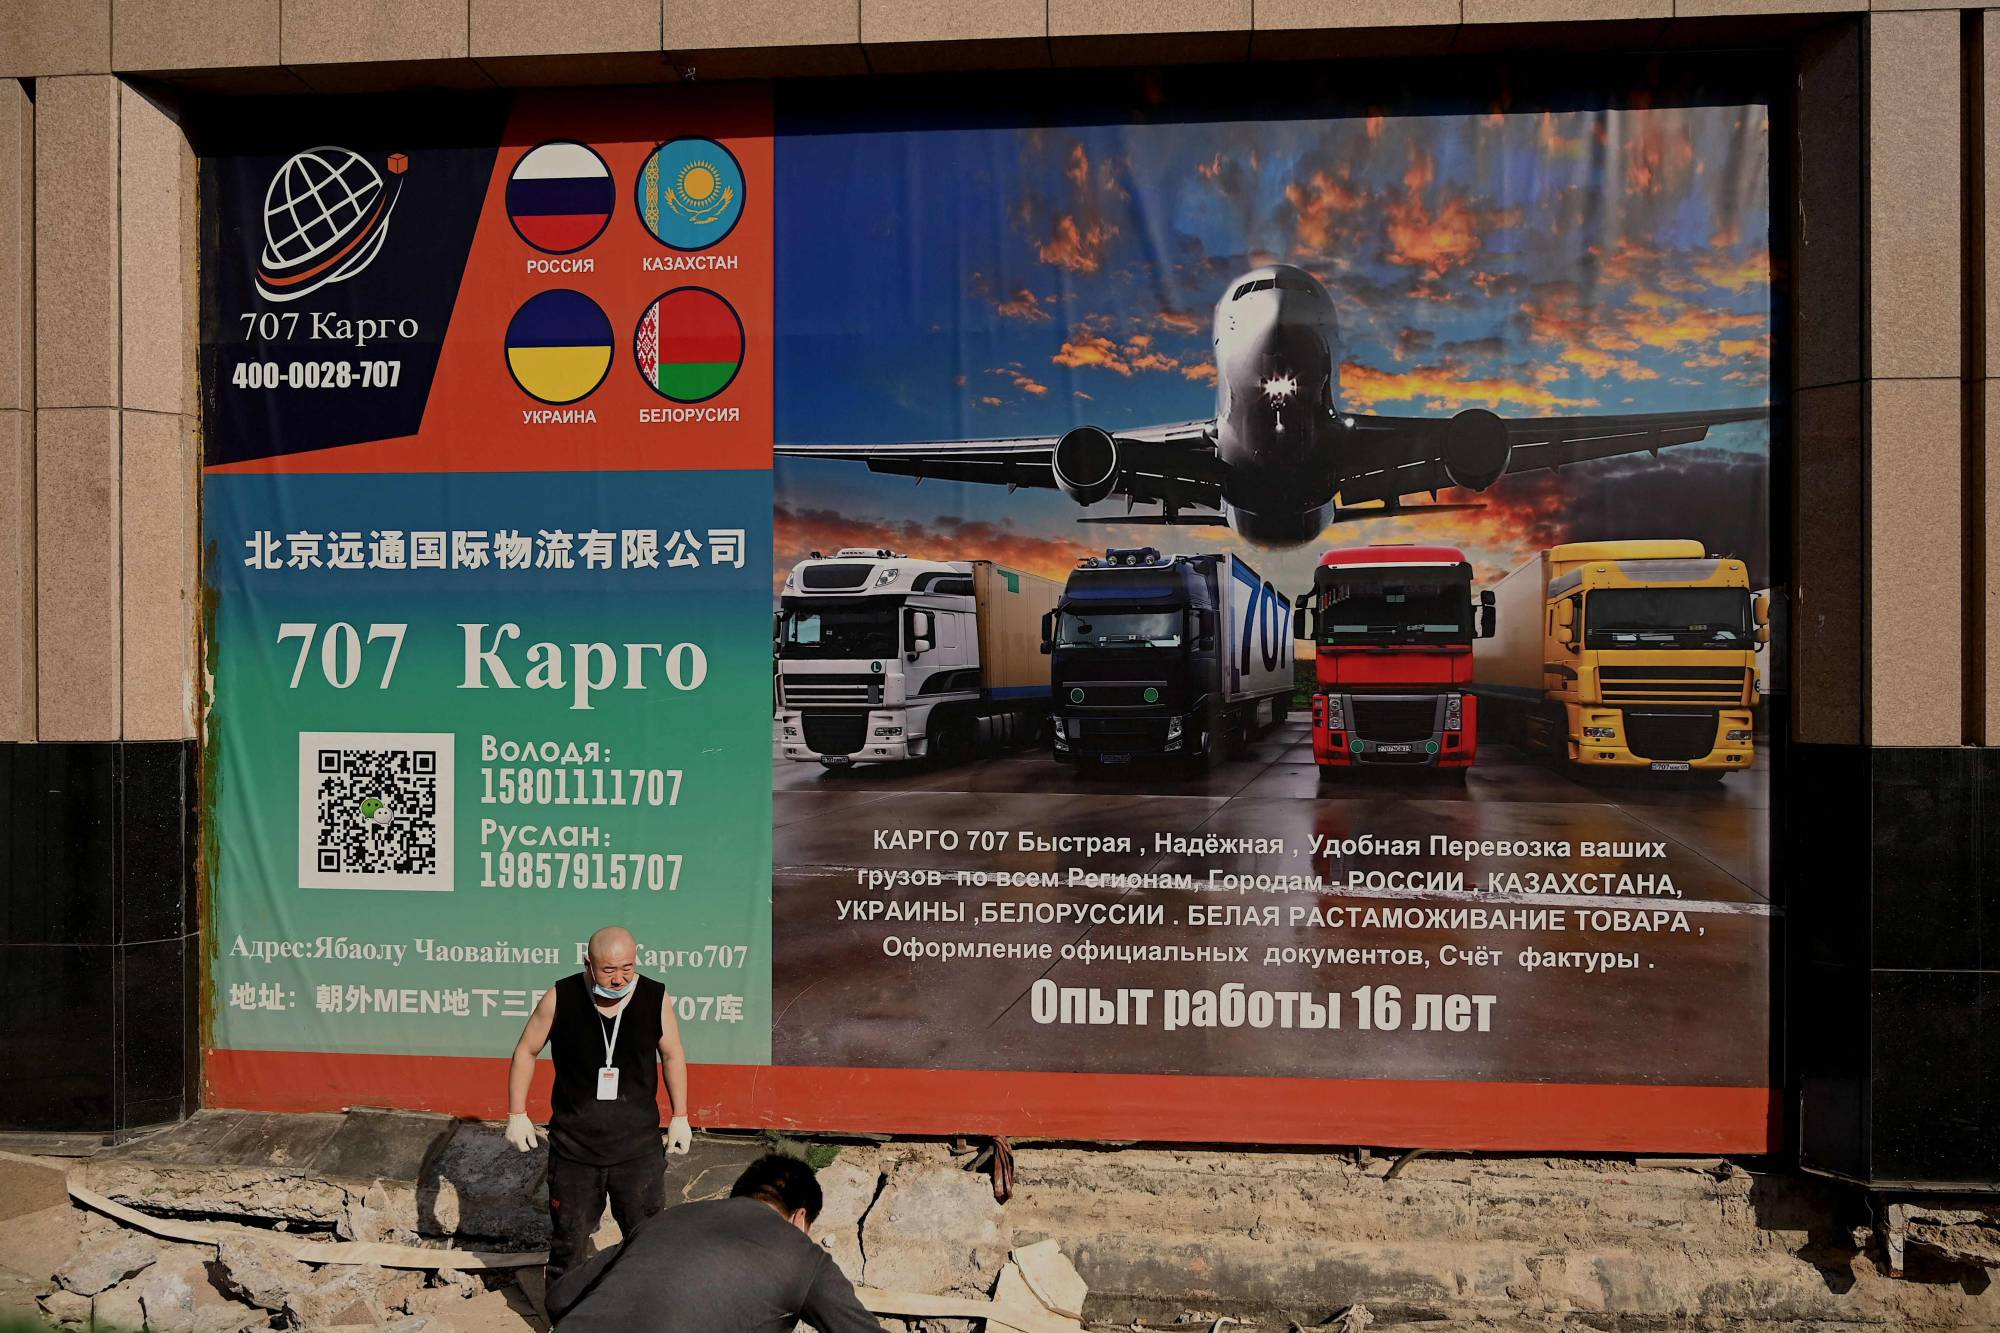 707 Карго
400-0028-707
РОССИЯ
КАЗАХСТАН
УКРАИНА
БЕЛОРУСИЯ
北京远通国际物流有限公司
707 Карго
Володя:
15801111707
Руслан:
19857915707
Адрес:Ябаолу Чаоваймен Карго707
地址：朝外MEN地下三 707库
707
КАРГО 707 Быстрая , Надёжная , Удобная Перевозка ваших
грузов по всем Регионам, Городам . РОССИИ , КАЗАХСТАНА,
УКРАИНЫ ,БЕЛОРУССИИ . БЕЛАЯ РАСТАМОЖИВАНИЕ ТОВАРА ,
Оформление официальных документов, Счёт фактуры .
Опыт работы 16 лет